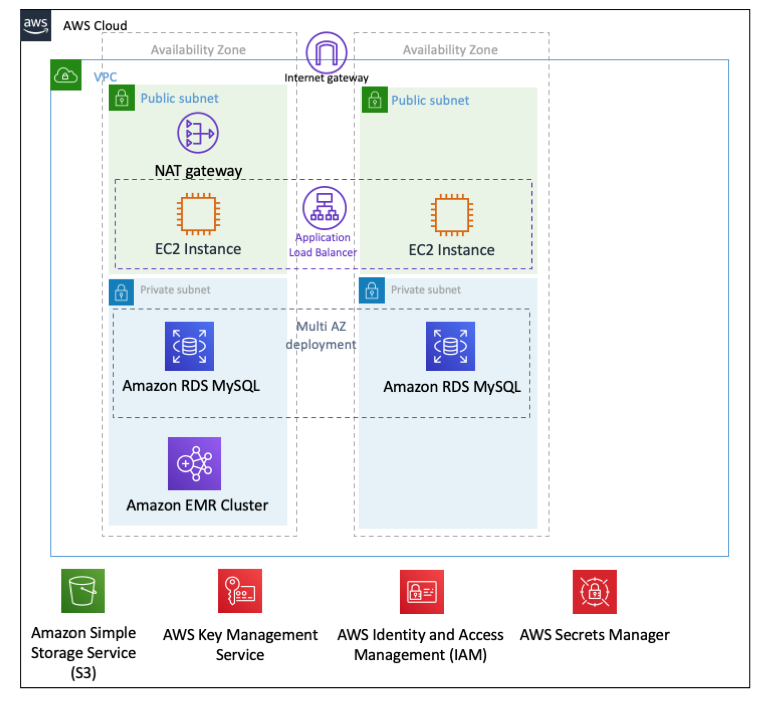 aws
AWS Cloud
Availability Zone
Availability Zone
Internet gateway
VPC
Public subnet
Public subnet
NAT gateway
EC2 Instance
Application
Load Balancer
EC2 Instance
Private subnet
Private subnet
Multi AZ
deployment
Amazon RDS MySQL
Amazon RDS MySQL
Amazon EMR Cluster
Amazon Simple
Storage Service
(S3)
AWS Key Management
Service
AWS Identity and Access
Management (IAM)
AWS Secrets Manager